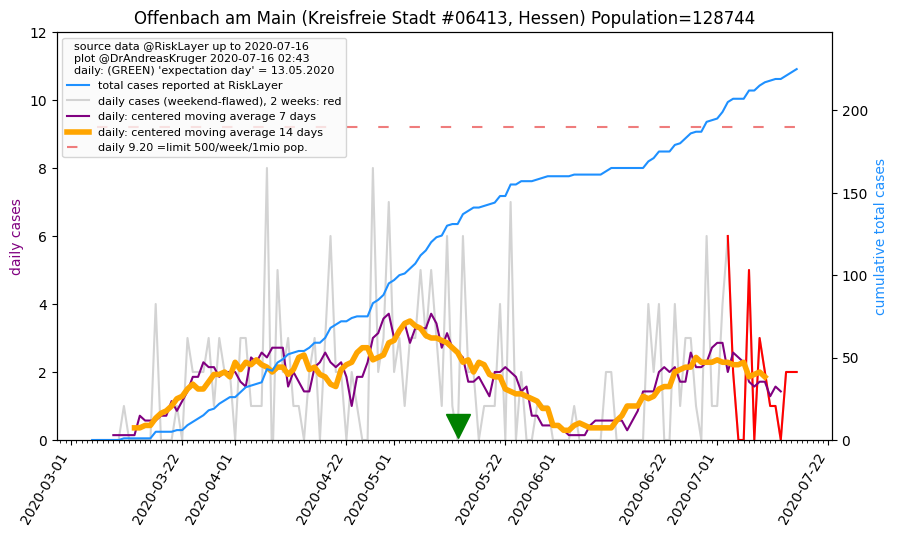 Offenbach am Main (Kreisfreie Stadt #06413, Hessen) Population=128744
source data @RiskLayer up to 2020-07-16
plot @DrAndreasKruger 2020-07-16 02:43
daily: (GREEN) 'expectation day' = 13.05.2020
total cases reported at RiskLayer
daily cases (weekend-flawed), 2 weeks: red
daily: centered moving average 7 days
daily: centered moving average 14 days
daily 9.20 =limit 500/week/1mio pop.
daily cases
12
10
8
6
4
2
0
cumulative total cases
200
150
100
50
0
2020-03-01
2020-03-22
2020-04-01
2020-04-22
2020-05-01
2020-05-22
2020-06-01
2020-06-22
2020-07-01
2020-07-22